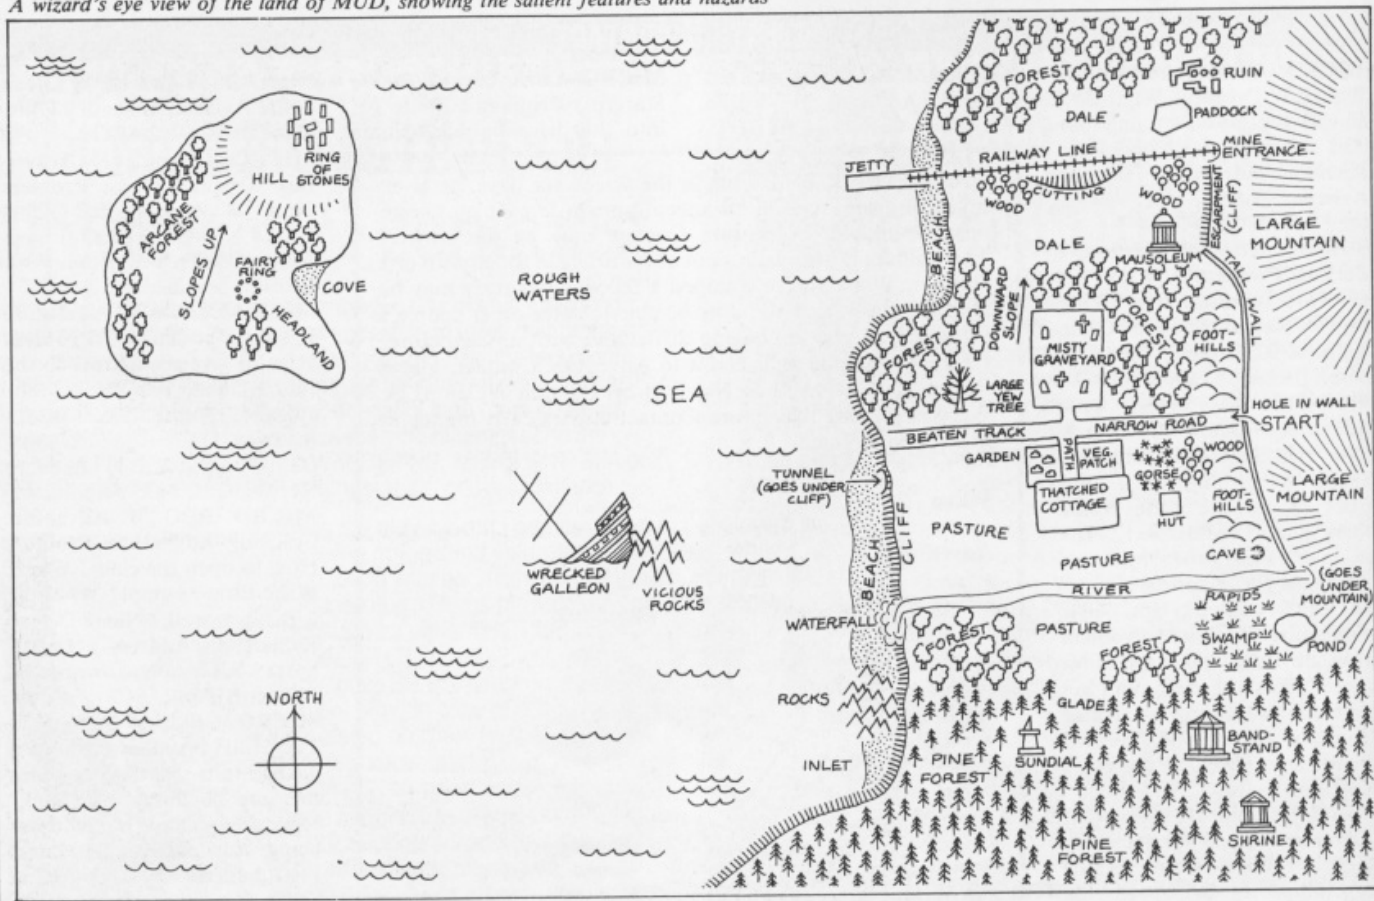 A wizard's eye view of the land of MUD, showing the salient features and hazards
FOREST
RUIN
DALE
PADDOCK
JETTY
RAILWAY LINE
MINE
ENTRANCE
WOOD
CUTTING
WOOD
ESCARPMENT
(CLIFF)
RING
OF
STONES
HILL
ARCANE
FOREST
SLOPES UP
FAIRY
RING
COVE
HEADLAND
ROUGH
WATERS
SEA
BEACH
DALE
MAUSOLEUM
LARGE
MOUNTAIN
TALL
WALL
DOWNWARD
SLOPE
FOREST
MISTY
GRAVEYARD
FOREST
FOOT-
HILLS
LARGE
YEW
TREE
HOLE IN WALL
START
BEATEN TRACK
NARROW ROAD
GARDEN
PATH
VEG.
PATCH
GORSE
WOOD
TUNNEL
(GOES UNDER
CLIFF)
THATCHED
COTTAGE
HUT
FOOT-
HILLS
LARGE
MOUNTAIN
CLIFF
PASTURE
PASTURE
CAVE
BEACH
WRECKED
GALLEON
VICIOUS
ROCKS
RIVER
(GOES
UNDER
MOUNTAIN)
RAPIDS
WATERFALL
FOREST
PASTURE
FOREST
SWAMP
POND
ROCKS
GLADE
NORTH
BAND-
STAND
INLET
PINE
FOREST
SUNDIAL
PINE
FOREST
SHRINE